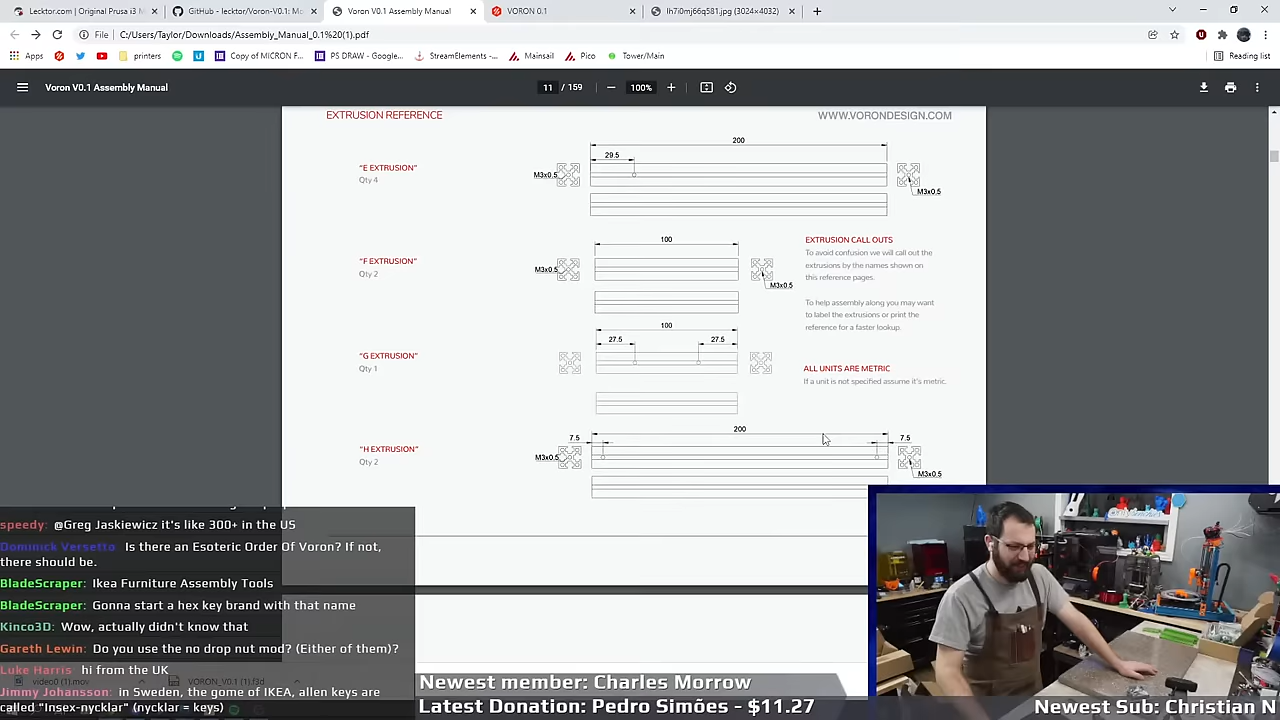 Lecktor.com | Original Prusa i3 M
GitHub - lecktor/Voron-V0.1: Mo
Voron V0.1 Assembly Manual
VORON 0.1
File
C:/Users/Taylor/Downloads/Assembly_Manual_0.1%20(1).pdf
Apps
printers
Copy of MICRON F...
PS DRAW - Google...
StreamElements -...
Mainsail
Pico
Tower/Main
Reading list
Voron V0.1 Assembly Manual
11 / 159
100%
EXTRUSION REFERENCE
WWW.VORONDESIGN.COM
"E EXTRUSION"
Qty 4
200
29.5
M3x0.5
M3x0.5
"F EXTRUSION"
Qty 2
100
M3x0.5
M3x0.5
EXTRUSION CALL OUTS
To avoid confusion we will call out the
extrusions by the names shown on
this reference pages.
To help assembly along you may want
to label the extrusions or print the
reference for a faster lookup.
"G EXTRUSION"
Qty 1
100
27.5
27.5
ALL UNITS ARE METRIC
If a unit is not specified assume it's metric.
"H EXTRUSION"
Qty 2
200
7.5
7.5
M3x0.5
M3x0.5
speedy: @Greg Jaskiewicz it's like 300+ in the US
Dominick Versetto Is there an Esoteric Order Of Voron? If not,
there should be.
BladeScraper: Ikea Furniture Assembly Tools
BladeScraper: Gonna start a hex key brand with that name
Kinco3D: Wow, actually didn't know that
Gareth Lewin: Do you use the no drop nut mod? (Either of them)?
Luke Harris: hi from the UK
video0 (1).mov
VORON_V0.1 (1).f3d
Jimmy Johansson: in Sweden, the game of IKEA, allen keys are
called "Insex-nycklar" (nycklar = keys)
Newest member: Charles Morrow
Latest Donation: Pedro Simões - $11.27
Newest Sub: Christian N